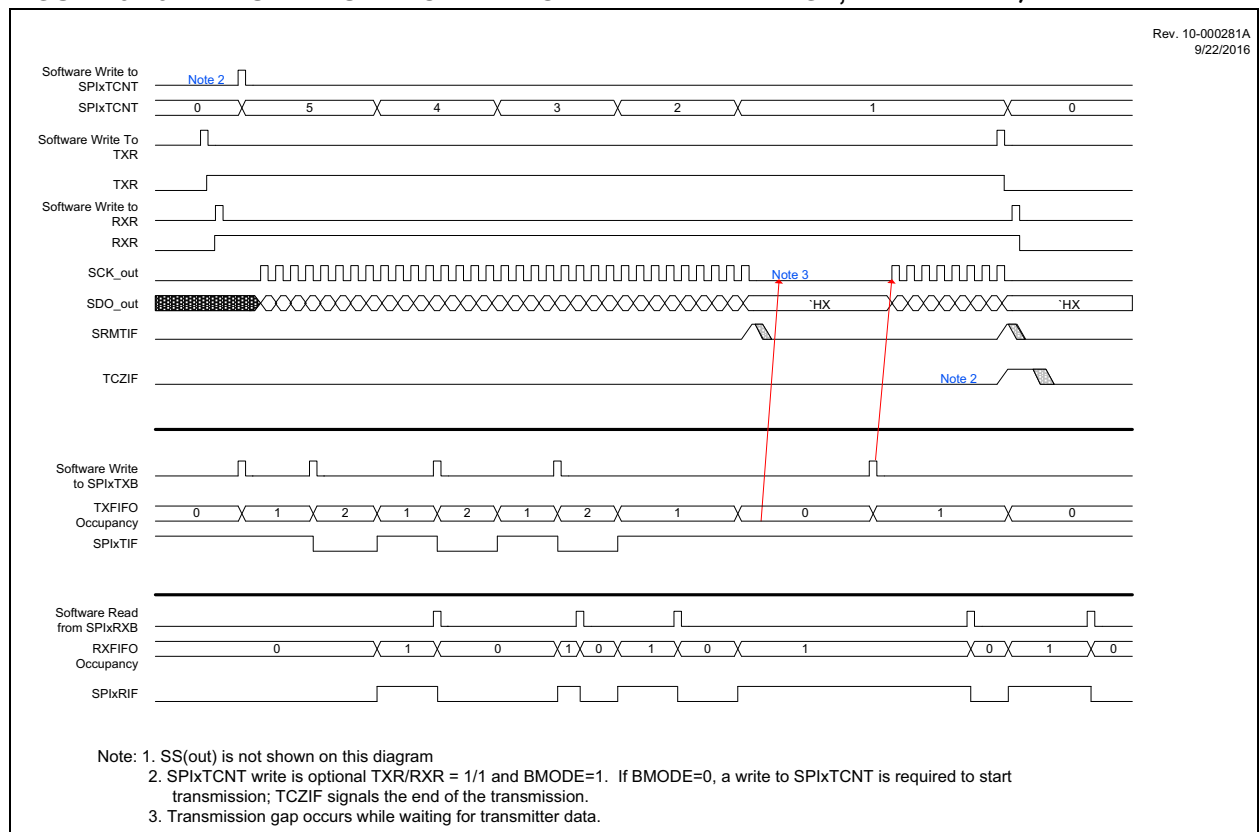 Rev. 10-000281A
9/22/2016
Software Write to
SPIxTCNT
Note 2
SPIxTCNT
0 5 4 3 2 1 0
Software Write To
TXR
TXR
Software Write to
RXR
RXR
SCK_out
Note 3
SDO_out
`HX `HX
SRMTIF
TCZIF
Note 2
Software Write
to SPIxTXB
TXFIFO
Occupancy
0 1 2 1 2 1 2 1 0 1 0
SPIxTIF
Software Read
from SPIxRXB
RXFIFO
Occupancy
0 1 0 1 0 1 0 1 0 1 0
SPIxRIF
Note: 1. SS(out) is not shown on this diagram
2. SPIxTCNT write is optional TXR/RXR = 1/1 and BMODE=1. If BMODE=0, a write to SPIxTCNT is required to start
transmission; TCZIF signals the end of the transmission.
3. Transmission gap occurs while waiting for transmitter data.